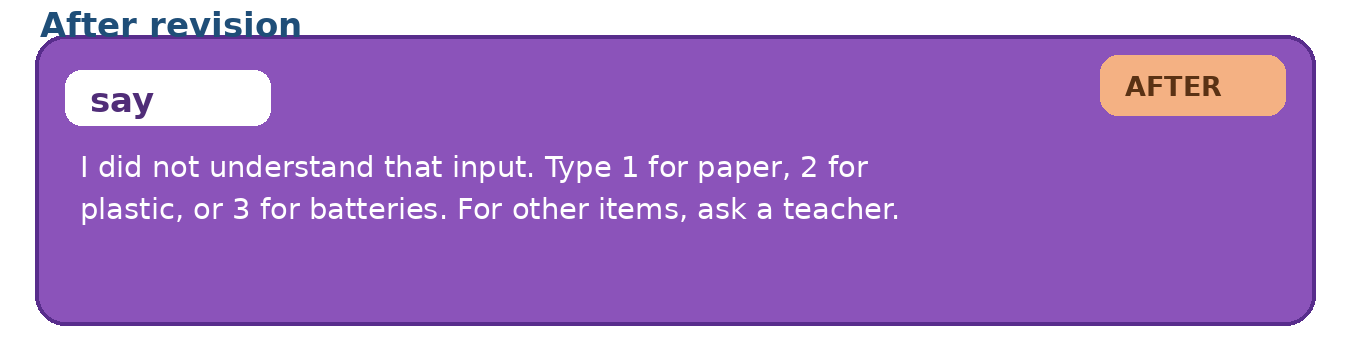 After revision
say
AFTER
I did not understand that input. Type 1 for paper, 2 for
plastic, or 3 for batteries. For other items, ask a teacher.